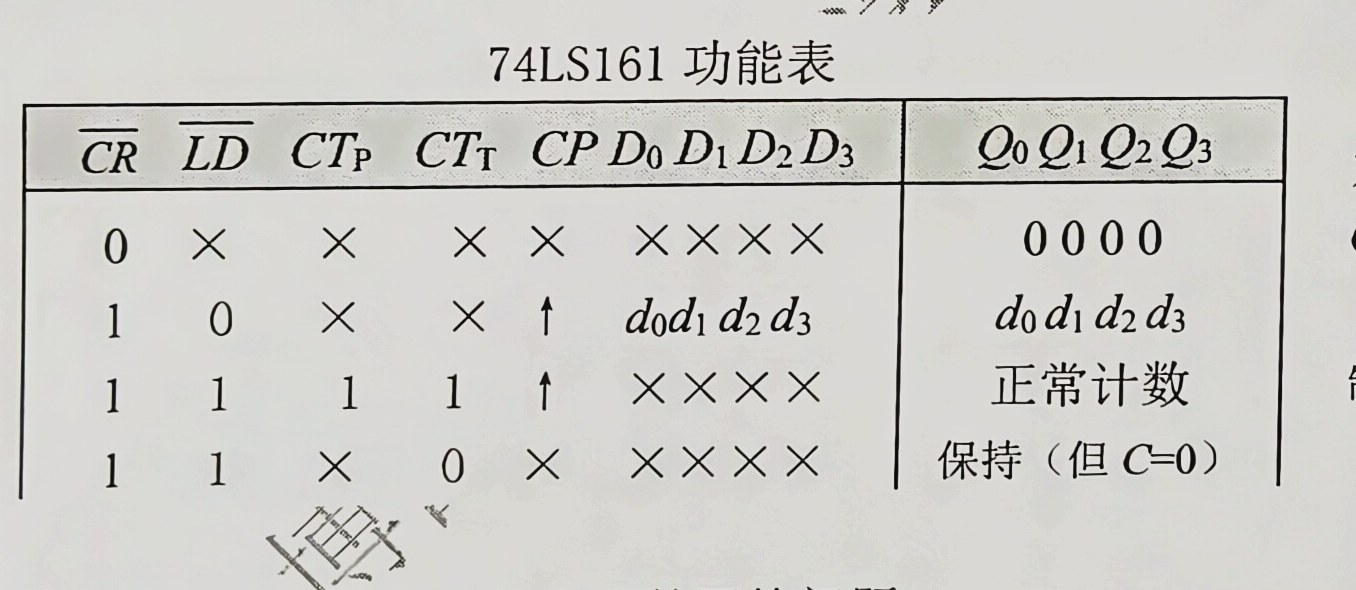 74LS161 功能表
C̅R̅ L̅D̅ CTP CTT CP D0 D1 D2 D3 Q0 Q1 Q2 Q3
0 × × × × × × × × 0 0 0 0
1 0 × × ↑ d0 d1 d2 d3 d0 d1 d2 d3
1 1 1 1 ↑ × × × × 正常计数
1 1 × 0 × × × × × 保持（但 C=0）